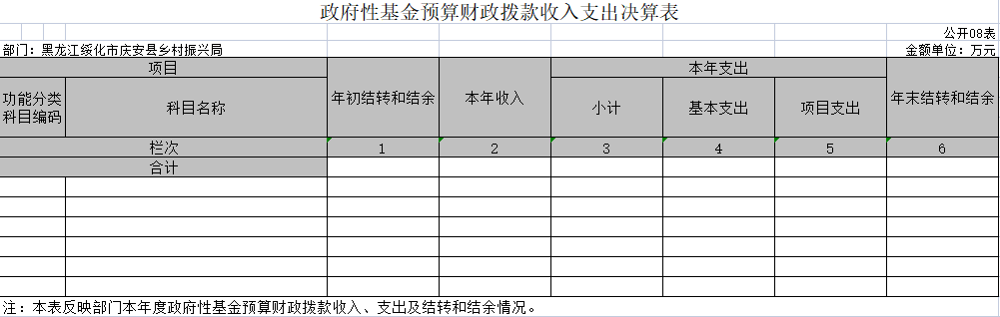 政府性基金预算财政拨款收入支出决算表
公开08表
部门：黑龙江绥化市庆安县乡村振兴局 金额单位：万元
项目 年初结转和结余 本年收入 本年支出 年末结转和结余
功能分类科目编码 科目名称 小计 基本支出 项目支出
栏次 1 2 3 4 5 6
合计
注：本表反映部门本年度政府性基金预算财政拨款收入、支出及结转和结余情况。